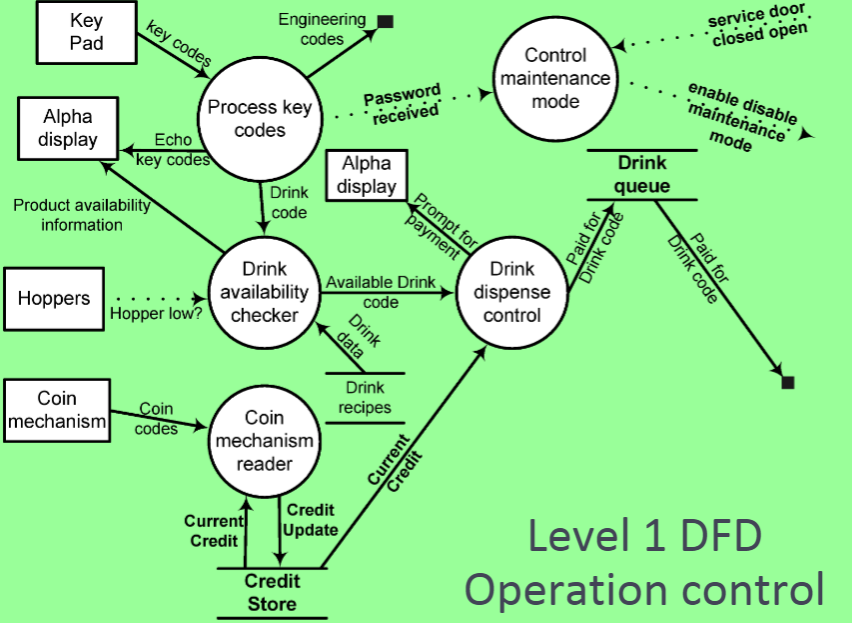 Key
Pad
key codes
Engineering
codes
service door
closed open
Control
maintenance
mode
Process key
codes
Password
received
enable disable
maintenance
mode
Alpha
display
Echo
key codes
Alpha
display
Drink
queue
Product availability
information
Drink
code
Prompt for
payment
Paid for
Drink code
Paid for
Drink code
Hoppers
Hopper low?
Drink
availability
checker
Available Drink
code
Drink
dispense
control
Drink
data
Drink
recipes
Coin
mechanism
Coin
codes
Coin
mechanism
reader
Current
Credit
Current
Credit
Credit
Update
Credit
Store
Level 1 DFD
Operation control